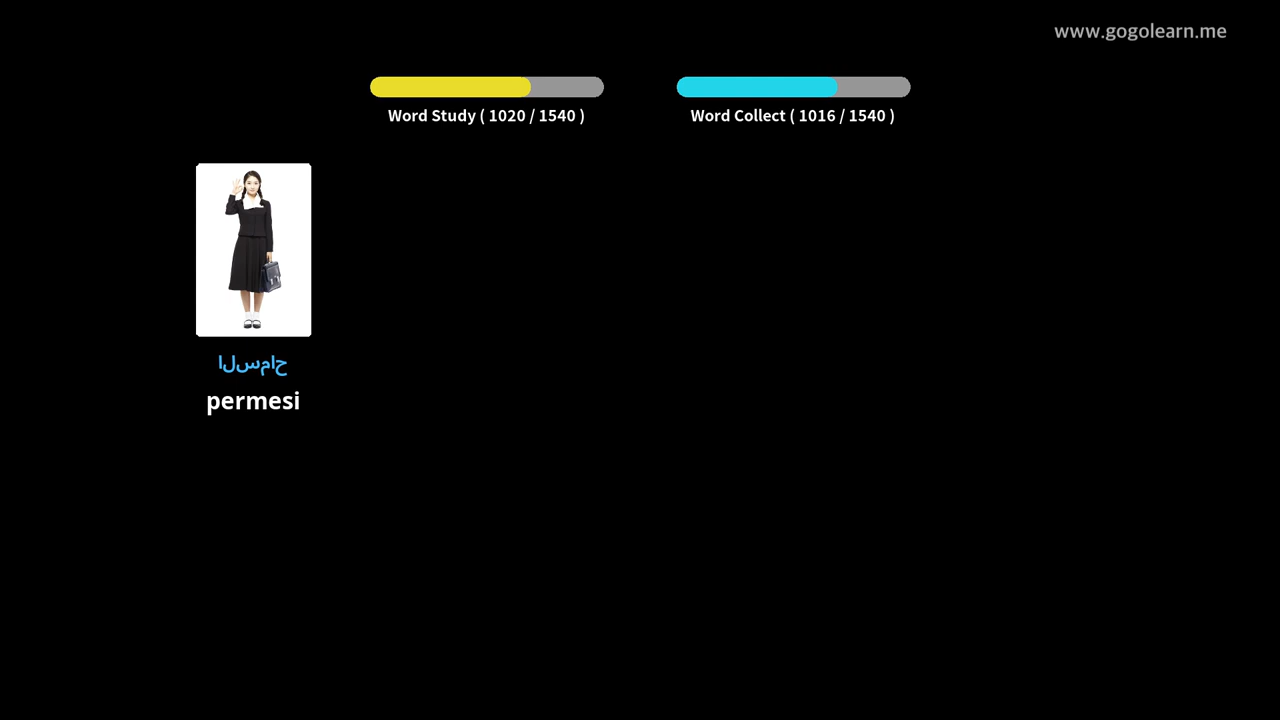 www.gogolearn.me
Word Study ( 1020 / 1540 )
Word Collect ( 1016 / 1540 )
السماح
permesi